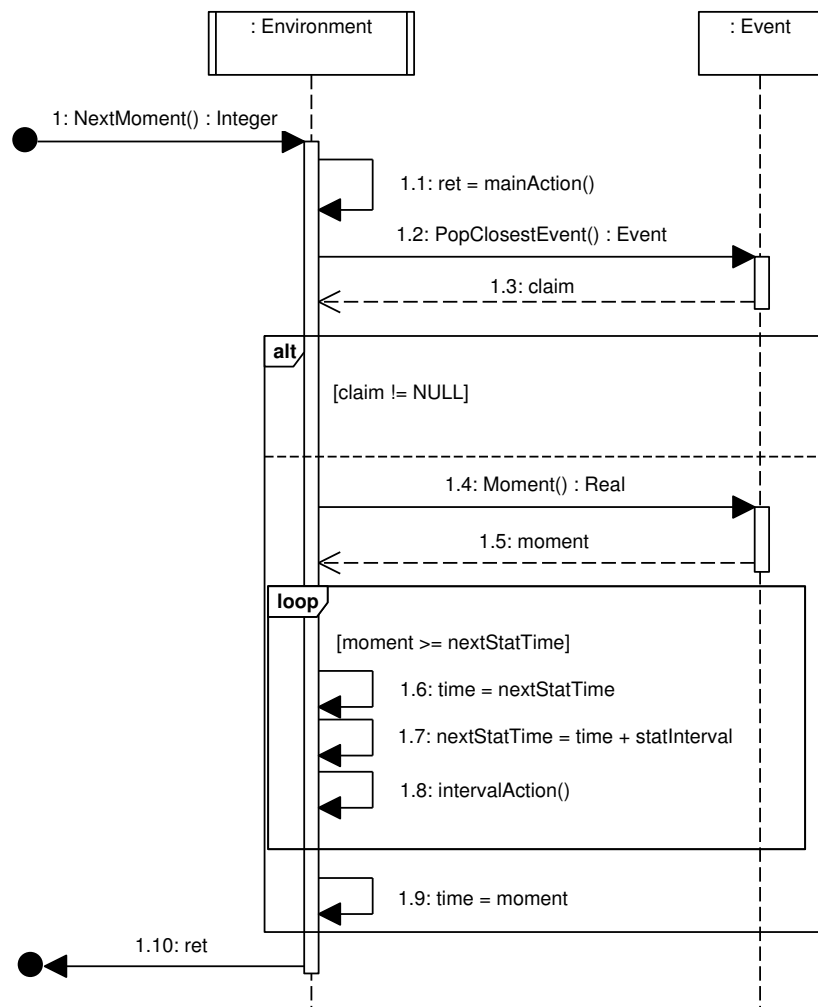 : Environment
: Event
1: NextMoment() : Integer
1.1: ret = mainAction()
1.2: PopClosestEvent() : Event
1.3: claim
alt
[claim != NULL]
1.4: Moment() : Real
1.5: moment
loop
[moment >= nextStatTime]
1.6: time = nextStatTime
1.7: nextStatTime = time + statInterval
1.8: intervalAction()
1.9: time = moment
1.10: ret